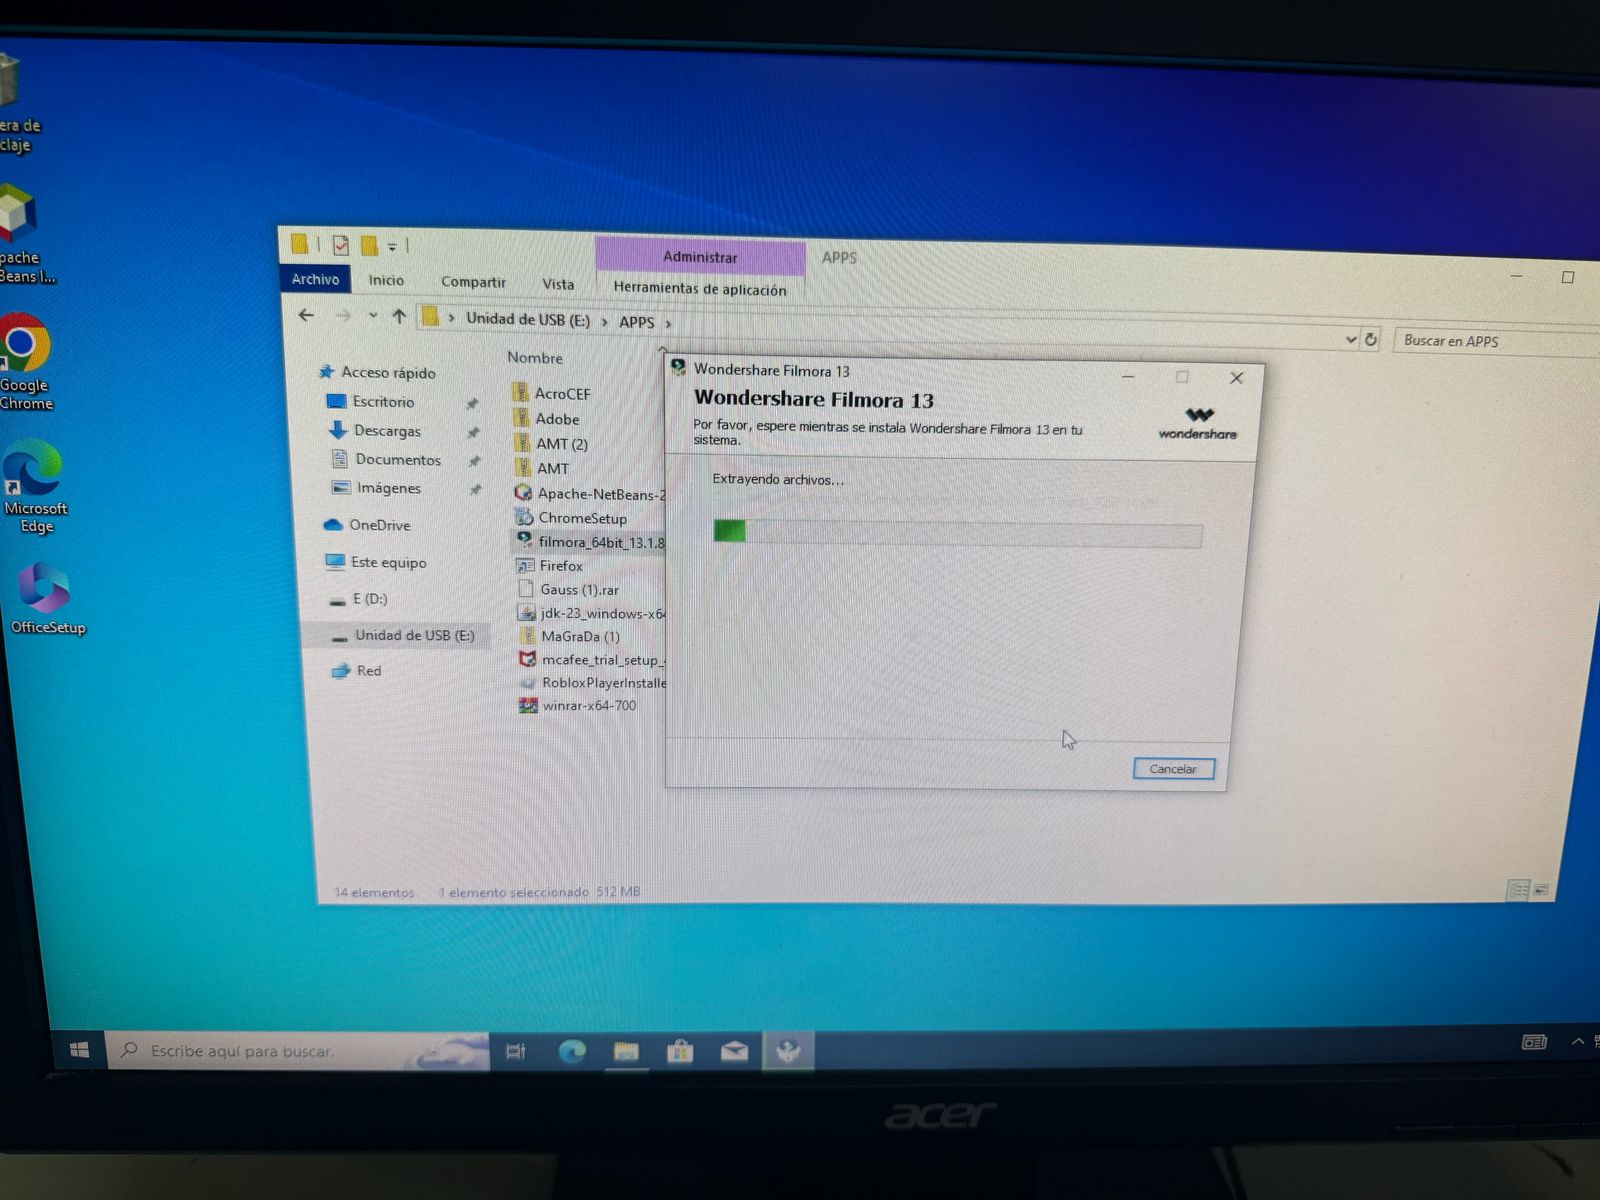 era de
claje
pache
Beans I...
Google
Chrome
Microsoft
Edge
OfficeSetup
Administrar
APPS
Archivo
Inicio
Compartir
Vista
Herramientas de aplicación
Unidad de USB (E:)
APPS
Buscar en APPS
Acceso rápido
Escritorio
Descargas
Documentos
Imágenes
OneDrive
Este equipo
E (D:)
Unidad de USB (E:)
Red
Nombre
AcroCEF
Adobe
AMT (2)
AMT
Apache-NetBeans-2
ChromeSetup
filmora_64bit_13.1.8
Firefox
Gauss (1).rar
jdk-23_windows-x64
MaGraDa (1)
mcafee_trial_setup_
RobloxPlayerInstalle
winrar-x64-700
Wondershare Filmora 13
Wondershare Filmora 13
Por favor, espere mientras se instala Wondershare Filmora 13 en tu
sistema.
wondershare
Extrayendo archivos...
Cancelar
14 elementos
1 elemento seleccionado 512 MB
Escribe aquí para buscar.
acer